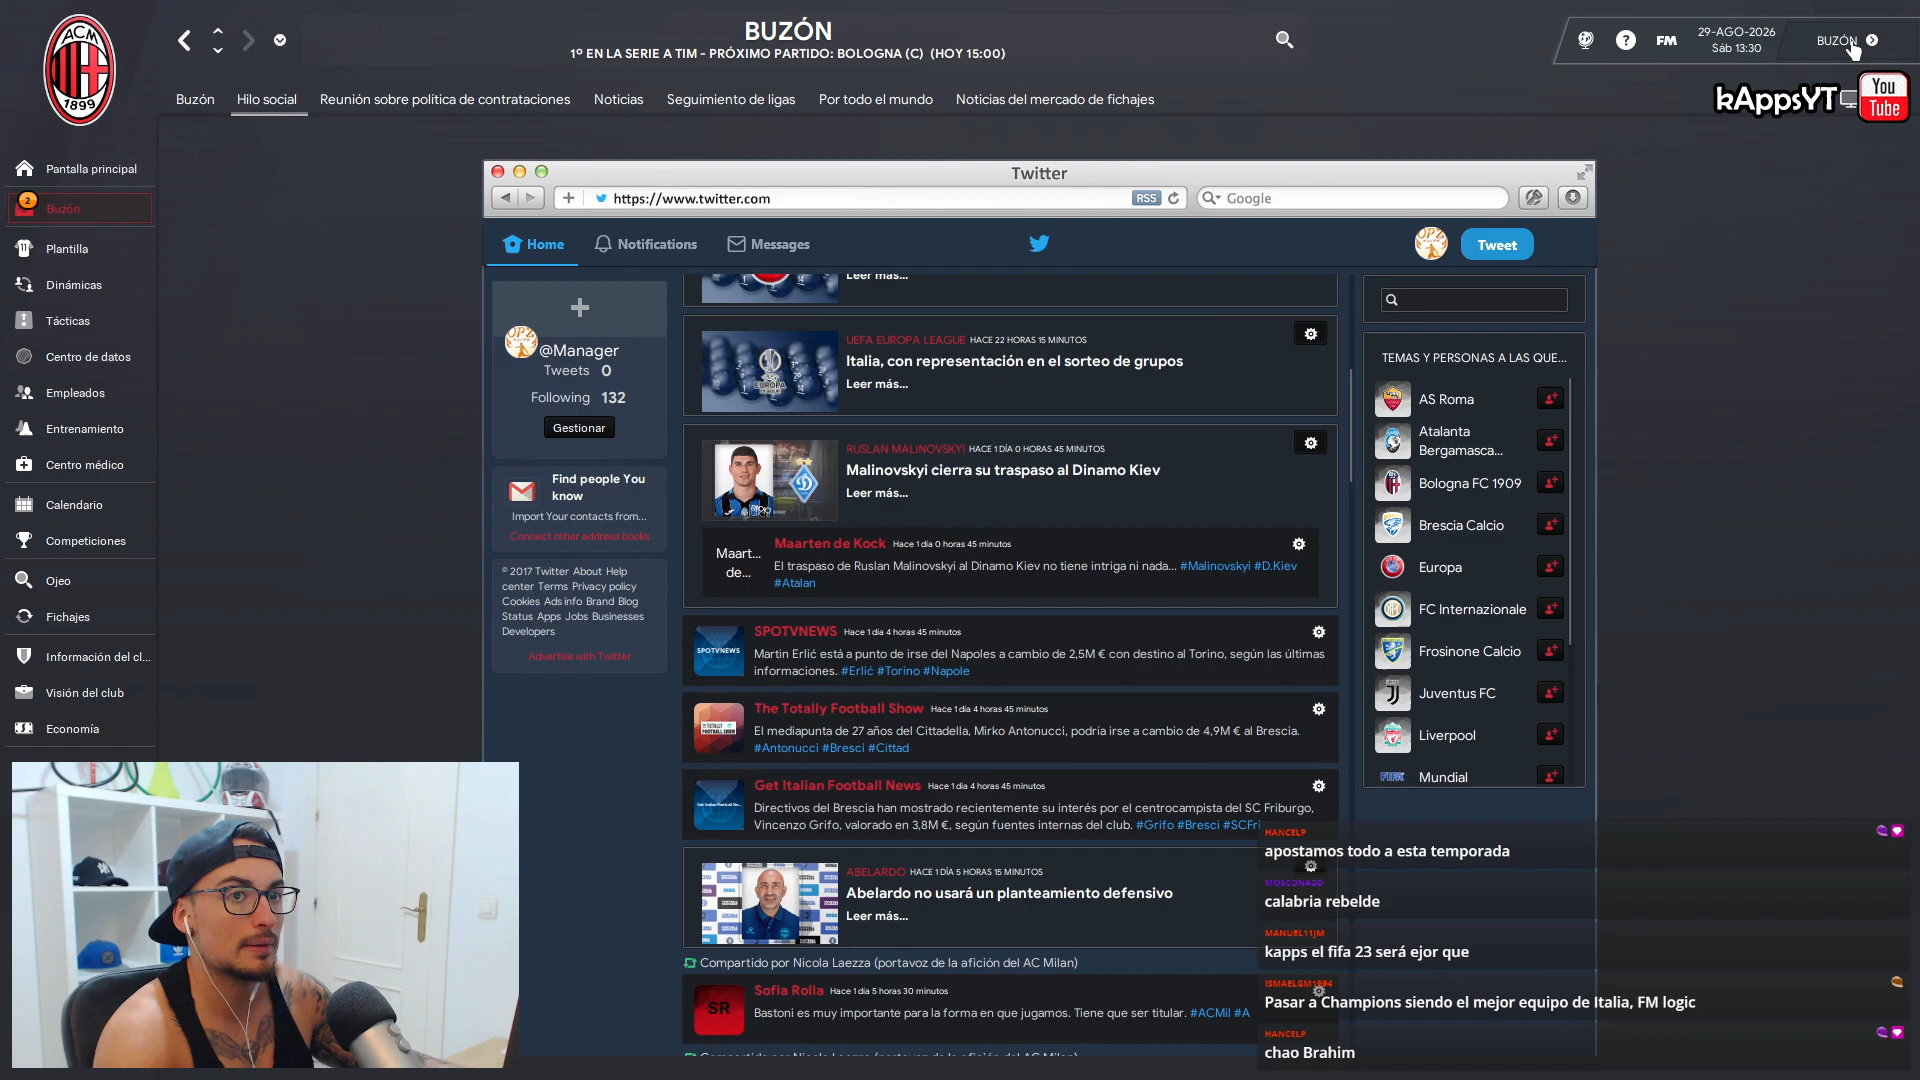 ACM
1899
BUZÓN
1º EN LA SERIE A TIM - PRÓXIMO PARTIDO: BOLOGNA (C) (HOY 15:00)
FM
29-AGO-2026
Sáb 13:30
BUZÓN
kAppsYT
You
Tube
Buzón
Hilo social
Reunión sobre política de contrataciones
Noticias
Seguimiento de ligas
Por todo el mundo
Noticias del mercado de fichajes
Pantalla principal
2
Buzón
Plantilla
Dinámicas
Tácticas
Centro de datos
Empleados
Entrenamiento
Centro médico
Calendario
Competiciones
Ojeo
Fichajes
Información del cl...
Visión del club
Economía
Twitter
https://www.twitter.com
RSS
Google
Home
Notifications
Messages
Tweet
@Manager
Tweets 0
Following 132
Gestionar
Find people You
know
Import Your contacts from...
Connect other address books
© 2017 Twitter About Help
center Terms Privacy policy
Cookies Ads info Brand Blog
Status Apps Jobs Businesses
Developers
Advertise with Twitter
Leer más...
UEFA EUROPA LEAGUE HACE 22 HORAS 15 MINUTOS
Italia, con representación en el sorteo de grupos
Leer más...
RUSLAN MALINOVSKYI HACE 1 DÍA 0 HORAS 45 MINUTOS
Malinovskyi cierra su traspaso al Dinamo Kiev
Leer más...
Maart...
de...
Maarten de Kock Hace 1 día 0 horas 45 minutos
El traspaso de Ruslan Malinovskyi al Dinamo Kiev no tiene intriga ni nada... #Malinovskyi #D.Kiev
#Atalan
SPOTVNEWS
SPOTVNEWS Hace 1 día 4 horas 45 minutos
Martin Erlić está a punto de irse del Napoles a cambio de 2,5M € con destino al Torino, según las últimas
informaciones. #Erlić #Torino #Napole
The Totally Football Show Hace 1 día 4 horas 45 minutos
El mediapunta de 27 años del Cittadella, Mirko Antonucci, podría irse a cambio de 4,9M € al Brescia.
#Antonucci #Bresci #Cittad
Get Italian Football News Hace 1 día 4 horas 45 minutos
Directivos del Brescia han mostrado recientemente su interés por el centrocampista del SC Friburgo,
Vincenzo Grifo, valorado en 3,8M €, según fuentes internas del club. #Grifo #Bresci #SCFri
ABELARDO HACE 1 DÍA 5 HORAS 15 MINUTOS
Abelardo no usará un planteamiento defensivo
Leer más...
Compartido por Nicola Laezza (portavoz de la afición del AC Milan)
SR
Sofia Rolla Hace 1 día 5 horas 30 minutos
Bastoni es muy importante para la forma en que jugamos. Tiene que ser titular. #ACMil #A
Compartido por Nicola Laezza (portavoz de la afición del AC Milan)
TEMAS Y PERSONAS A LAS QUE...
AS Roma
Atalanta
Bergamasca...
Bologna FC 1909
Brescia Calcio
Europa
FC Internazionale
Frosinone Calcio
Juventus FC
Liverpool
FIFA
Mundial
HANCELP
apostamos todo a esta temporada
MOSCONAZO
calabria rebelde
MANUEL11JM
kapps el fifa 23 será ejor que
ISMAELGM1994
Pasar a Champions siendo el mejor equipo de Italia, FM logic
HANCELP
chao Brahim